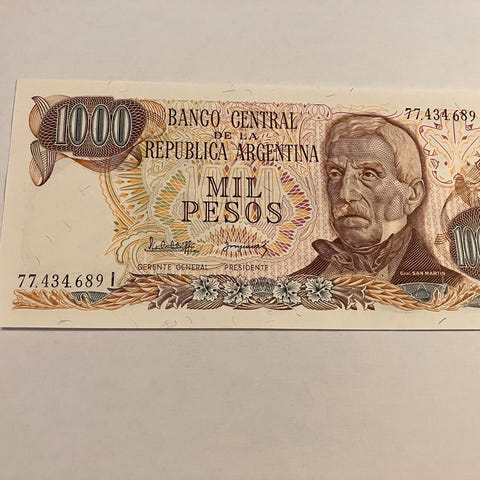 1000
BANCO CENTRAL
DE LA
REPUBLICA ARGENTINA
MIL
PESOS
77.434.689
GERENTE GENERAL PRESIDENTE
Gral. SAN MARTIN
77.434.689 I